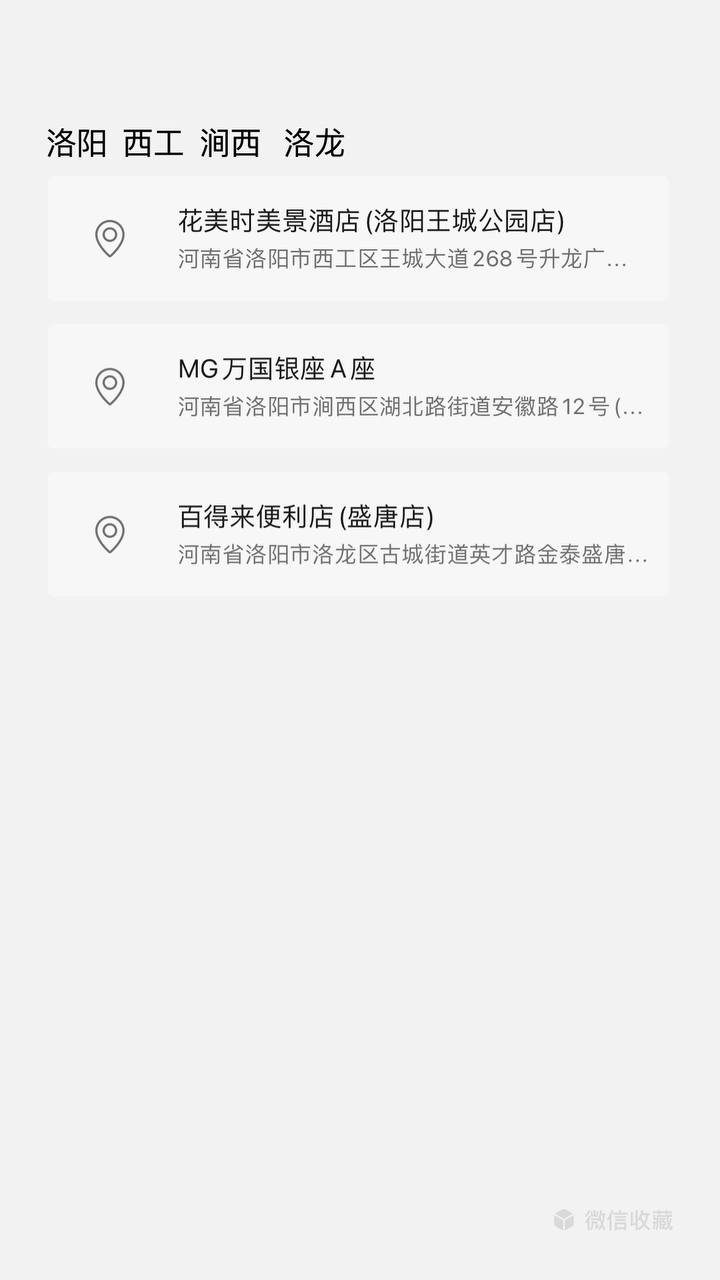 洛阳 西工 涧西 洛龙
花美时美景酒店(洛阳王城公园店)
河南省洛阳市西工区王城大道268号升龙广...
MG万国银座A座
河南省洛阳市涧西区湖北路街道安徽路12号(...
百得来便利店(盛唐店)
河南省洛阳市洛龙区古城街道英才路金泰盛唐...
微信收藏